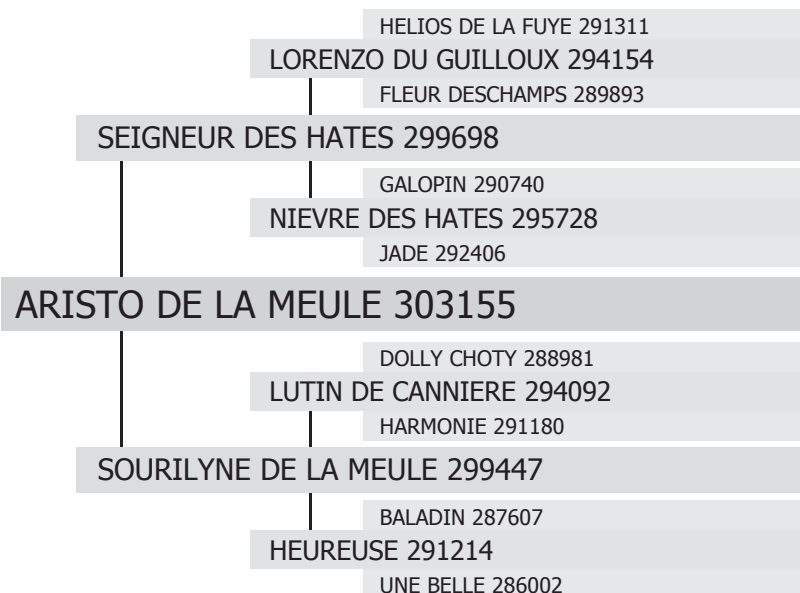 HELIOS DE LA FUYE 291311
LORENZO DU GUILLOUX 294154
FLEUR DESCHAMPS 289893
SEIGNEUR DES HATES 299698
GALOPIN 290740
NIEVRE DES HATES 295728
JADE 292406
ARISTO DE LA MEULE 303155
DOLLY CHOTY 288981
LUTIN DE CANNIERE 294092
HARMONIE 291180
SOURILYNE DE LA MEULE 299447
BALADIN 287607
HEUREUSE 291214
UNE BELLE 286002